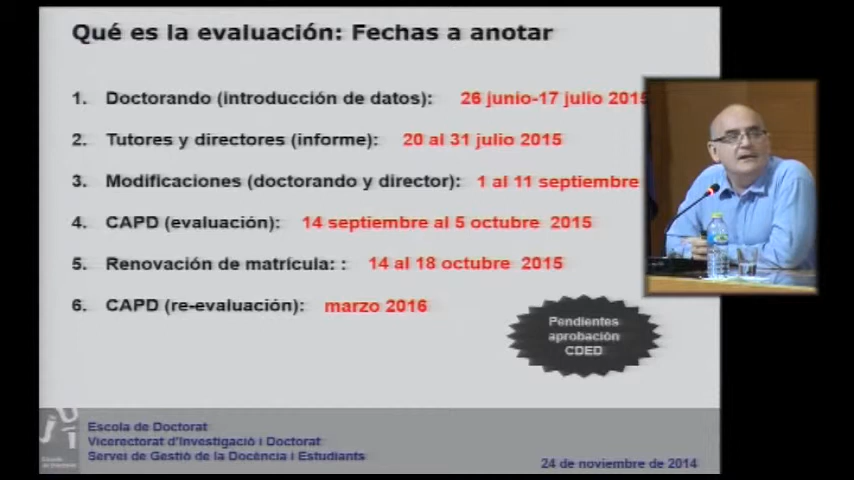 Qué es la evaluación: Fechas a anotar
1. Doctorando (introducción de datos): 26 junio-17 julio 2015
2. Tutores y directores (informe): 20 al 31 julio 2015
3. Modificaciones (doctorando y director): 1 al 11 septiembre
4. CAPD (evaluación): 14 septiembre al 5 octubre 2015
5. Renovación de matrícula: : 14 al 18 octubre 2015
6. CAPD (re-evaluación): marzo 2016
Pendientes
aprobación
CDED
Escola de Doctorat
Vicerectorat d'Investigació i Doctorat
Servei de Gestió de la Docència i Estudiants
24 de noviembre de 2014